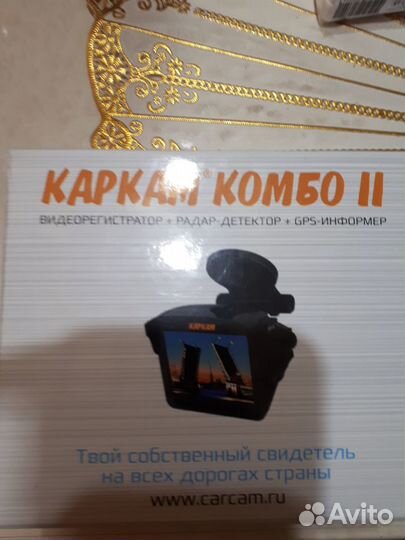 КАРКАМ® КОМБО II
ВИДЕОРЕГИСТРАТОР + РАДАР-ДЕТЕКТОР + GPS-ИНФОРМЕР
КАРКАМ
Твой собственный свидетель
на всех дорогах страны
www.carcam.ru
Avito